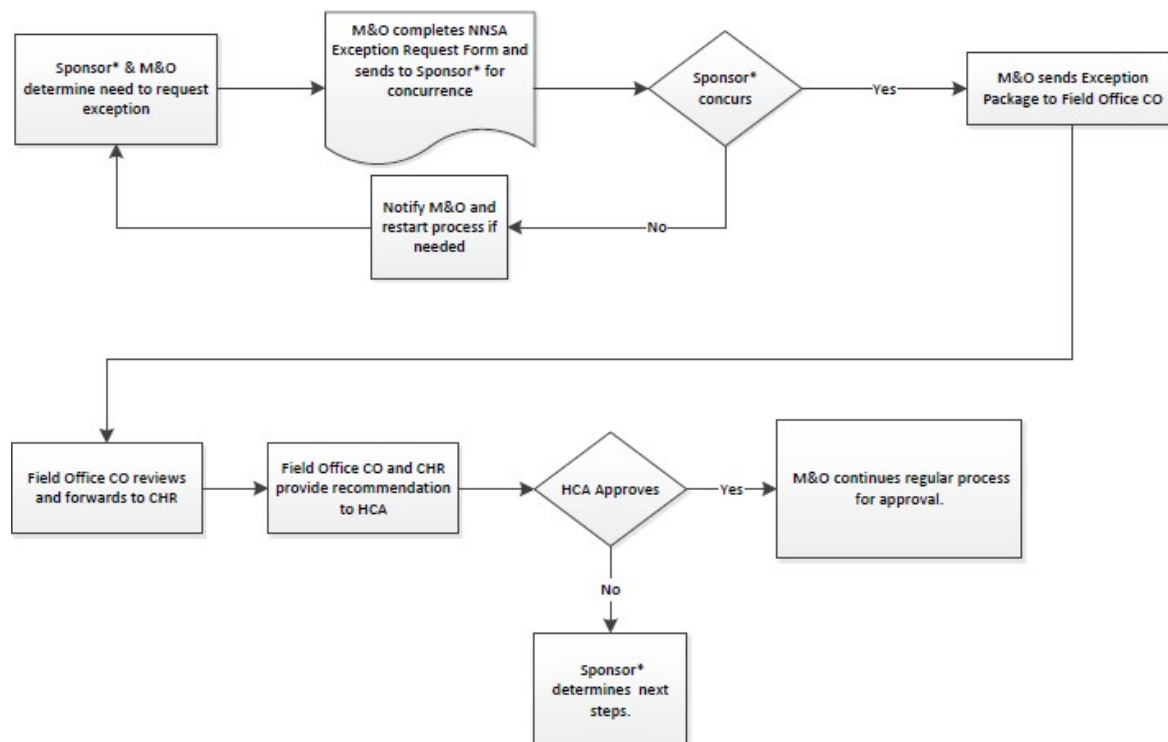 Sponsor* & M&O
determine need to request
exception
M&O completes NNSA
Exception Request Form and
sends to Sponsor* for
concurrence
Sponsor*
concurs
Yes
M&O sends Exception
Package to Field Office CO
Notify M&O and
restart process if
needed
No
Field Office CO reviews
and forwards to CHR
Field Office CO and CHR
provide recommendation
to HCA
HCA Approves
Yes
M&O continues regular process
for approval.
No
Sponsor*
determines next
steps.